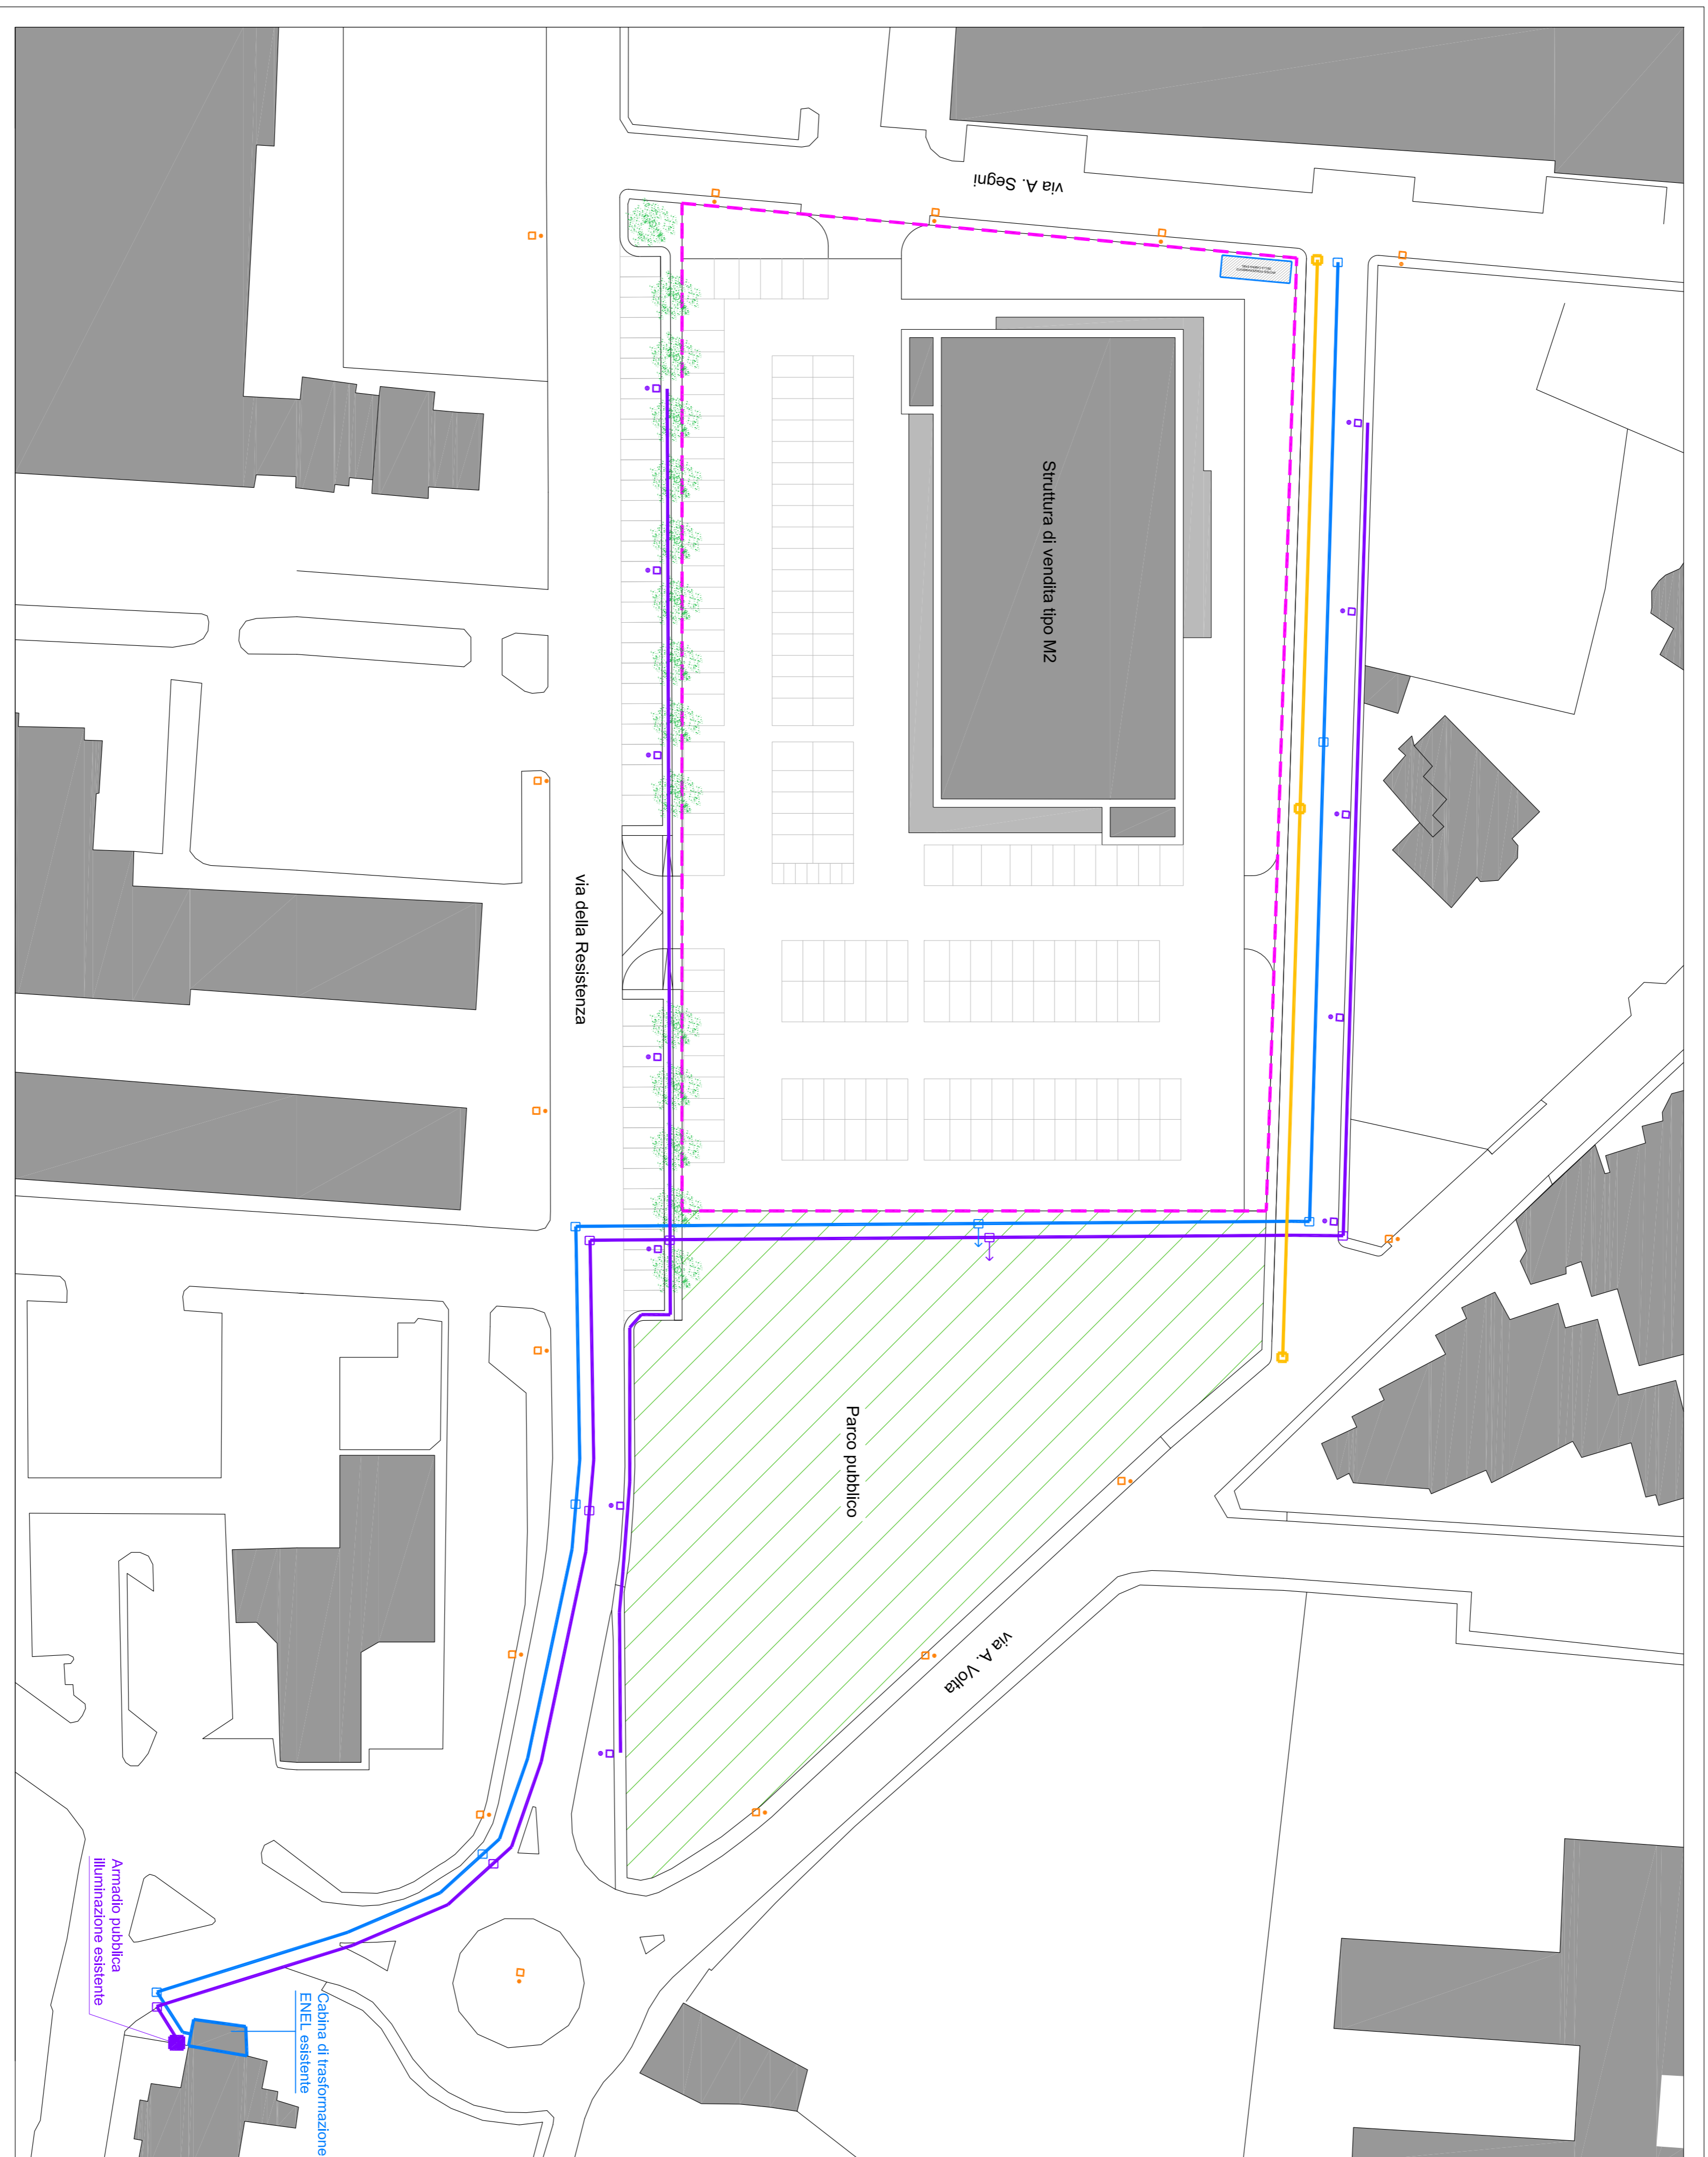 via A. Segni
Struttura di vendita tipo M2
via della Resistenza
Parco pubblico
via A. Volta
Armadio pubblica
illuminazione esistente
Cabina di trasformazione
ENEL esistente